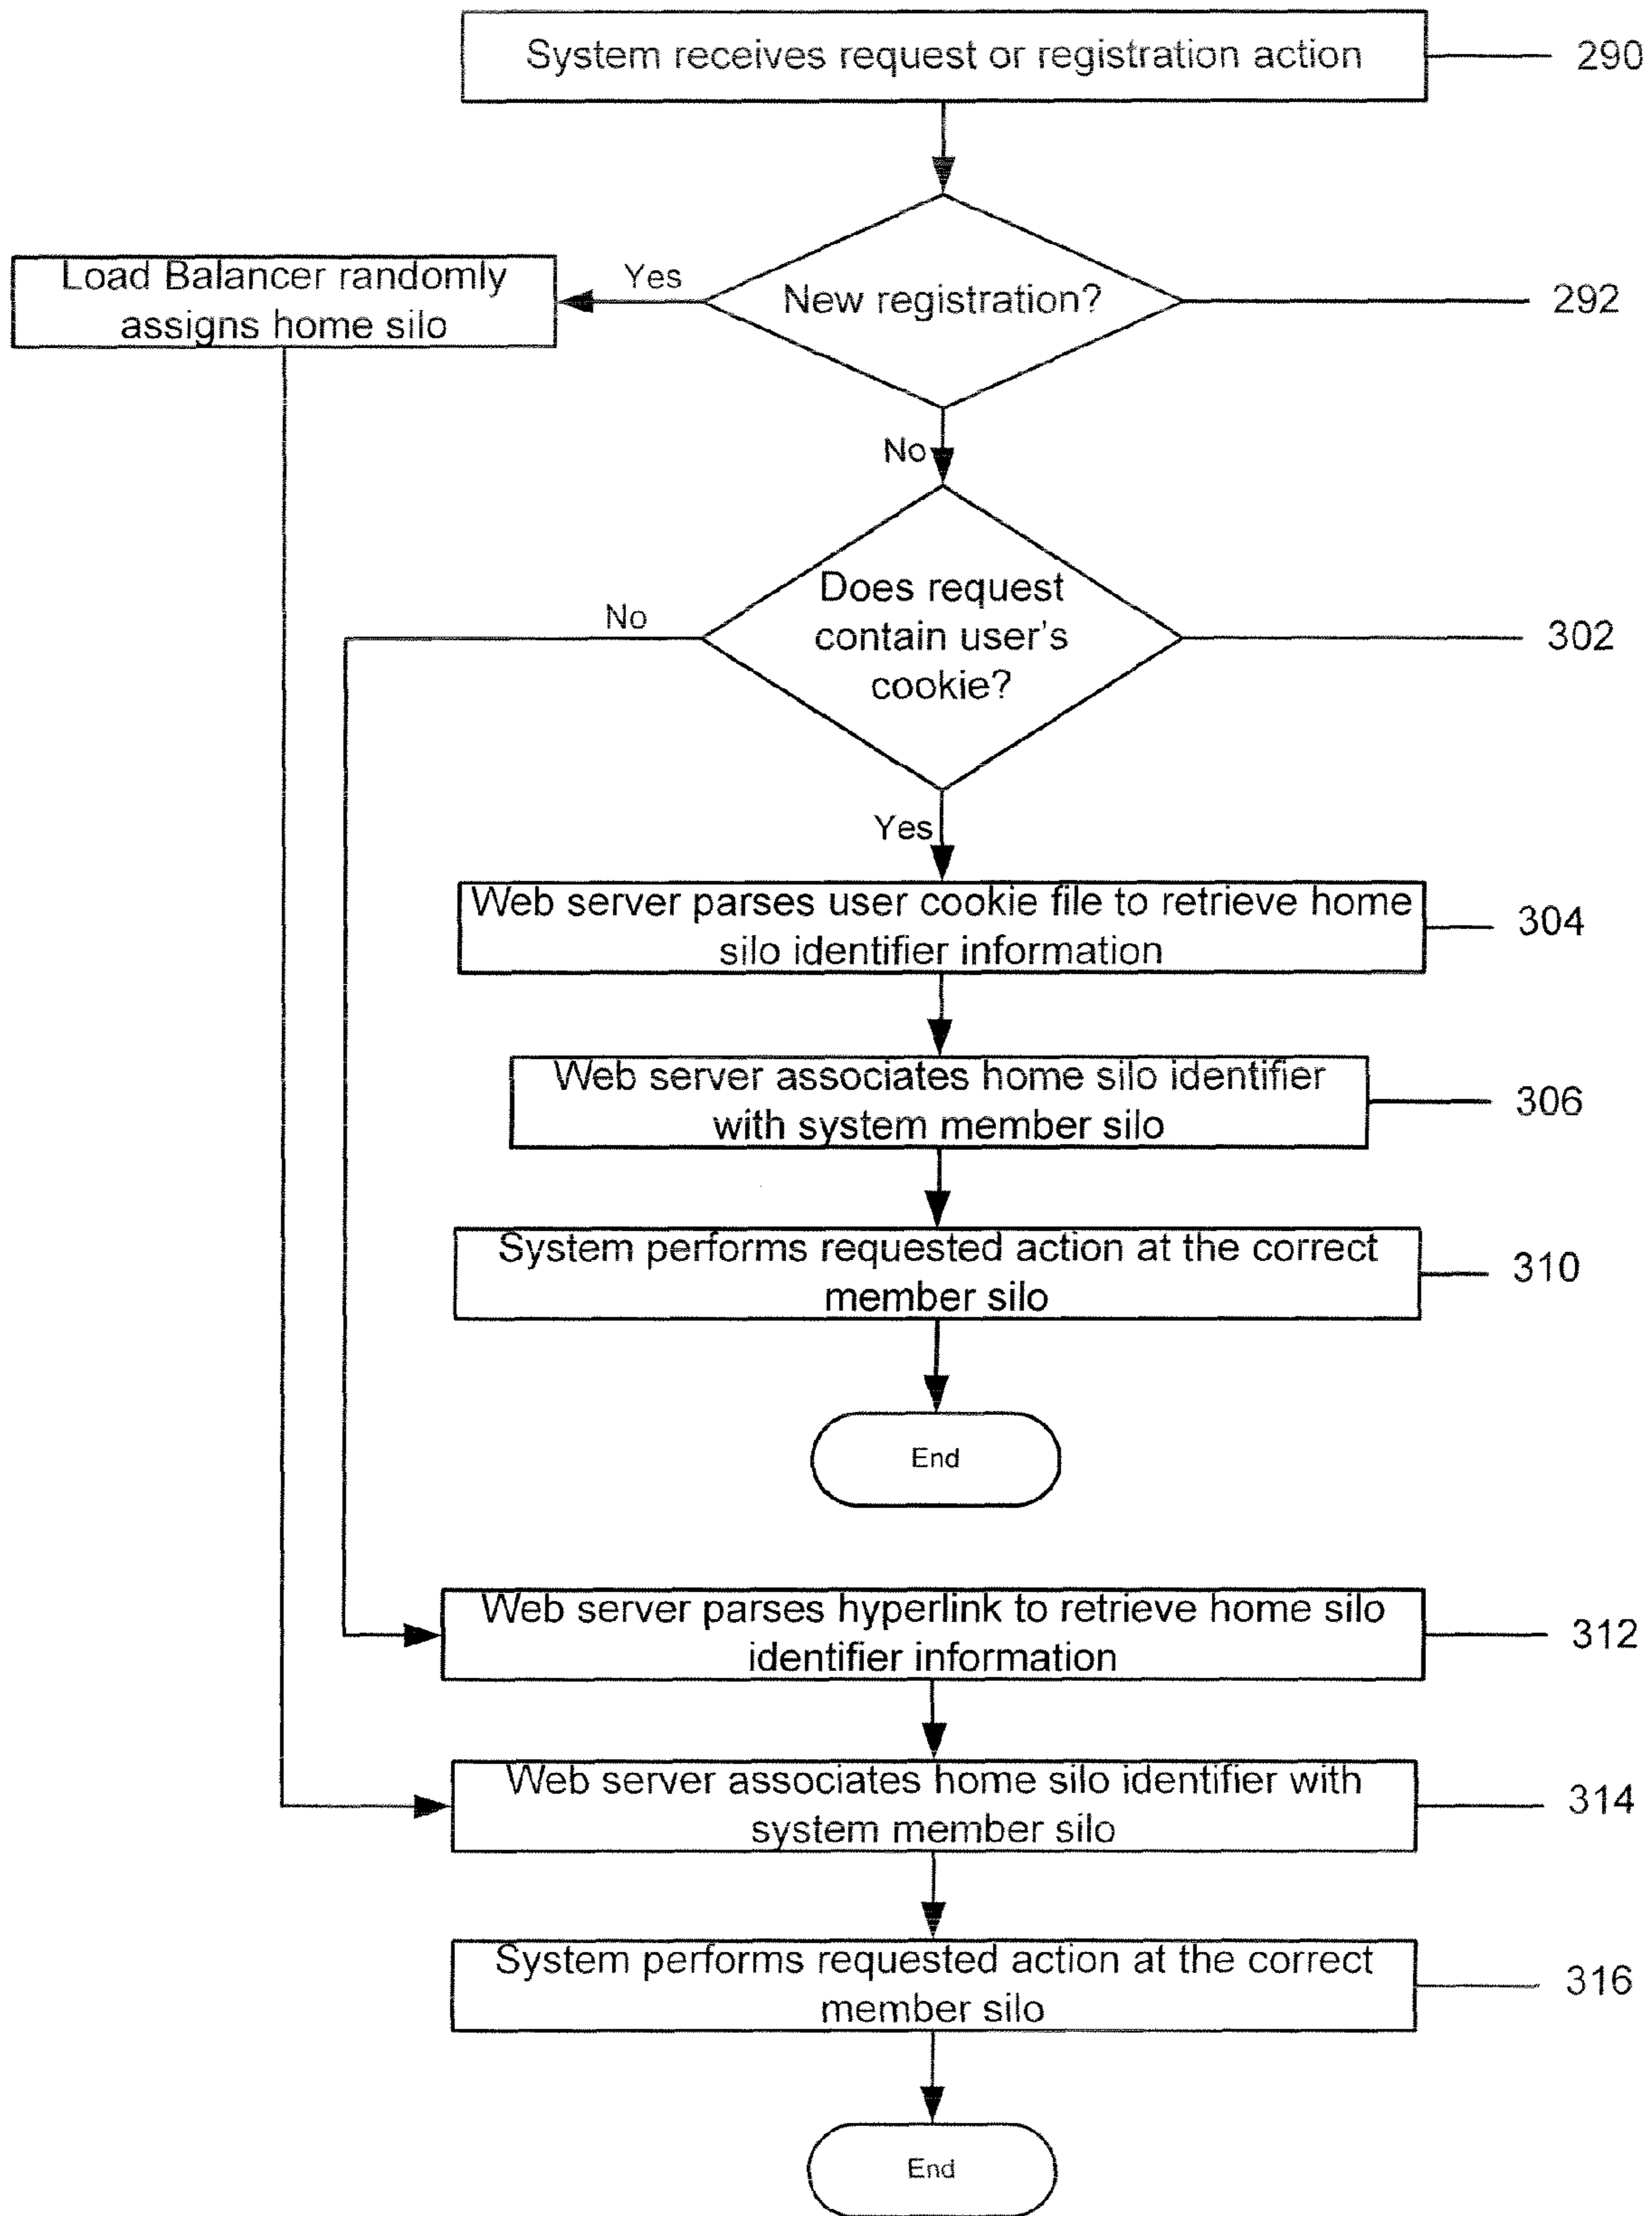 System receives request or registration action
290
New registration?
292
Yes
Load Balancer randomly
assigns home silo
No
Does request
contain user's
cookie?
302
No
Yes
Web server parses user cookie file to retrieve home
silo identifier information
304
Web server associates home silo identifier
with system member silo
306
System performs requested action at the correct
member silo
310
End
Web server parses hyperlink to retrieve home silo
identifier information
312
Web server associates home silo identifier with
system member silo
314
System performs requested action at the correct
member silo
316
End